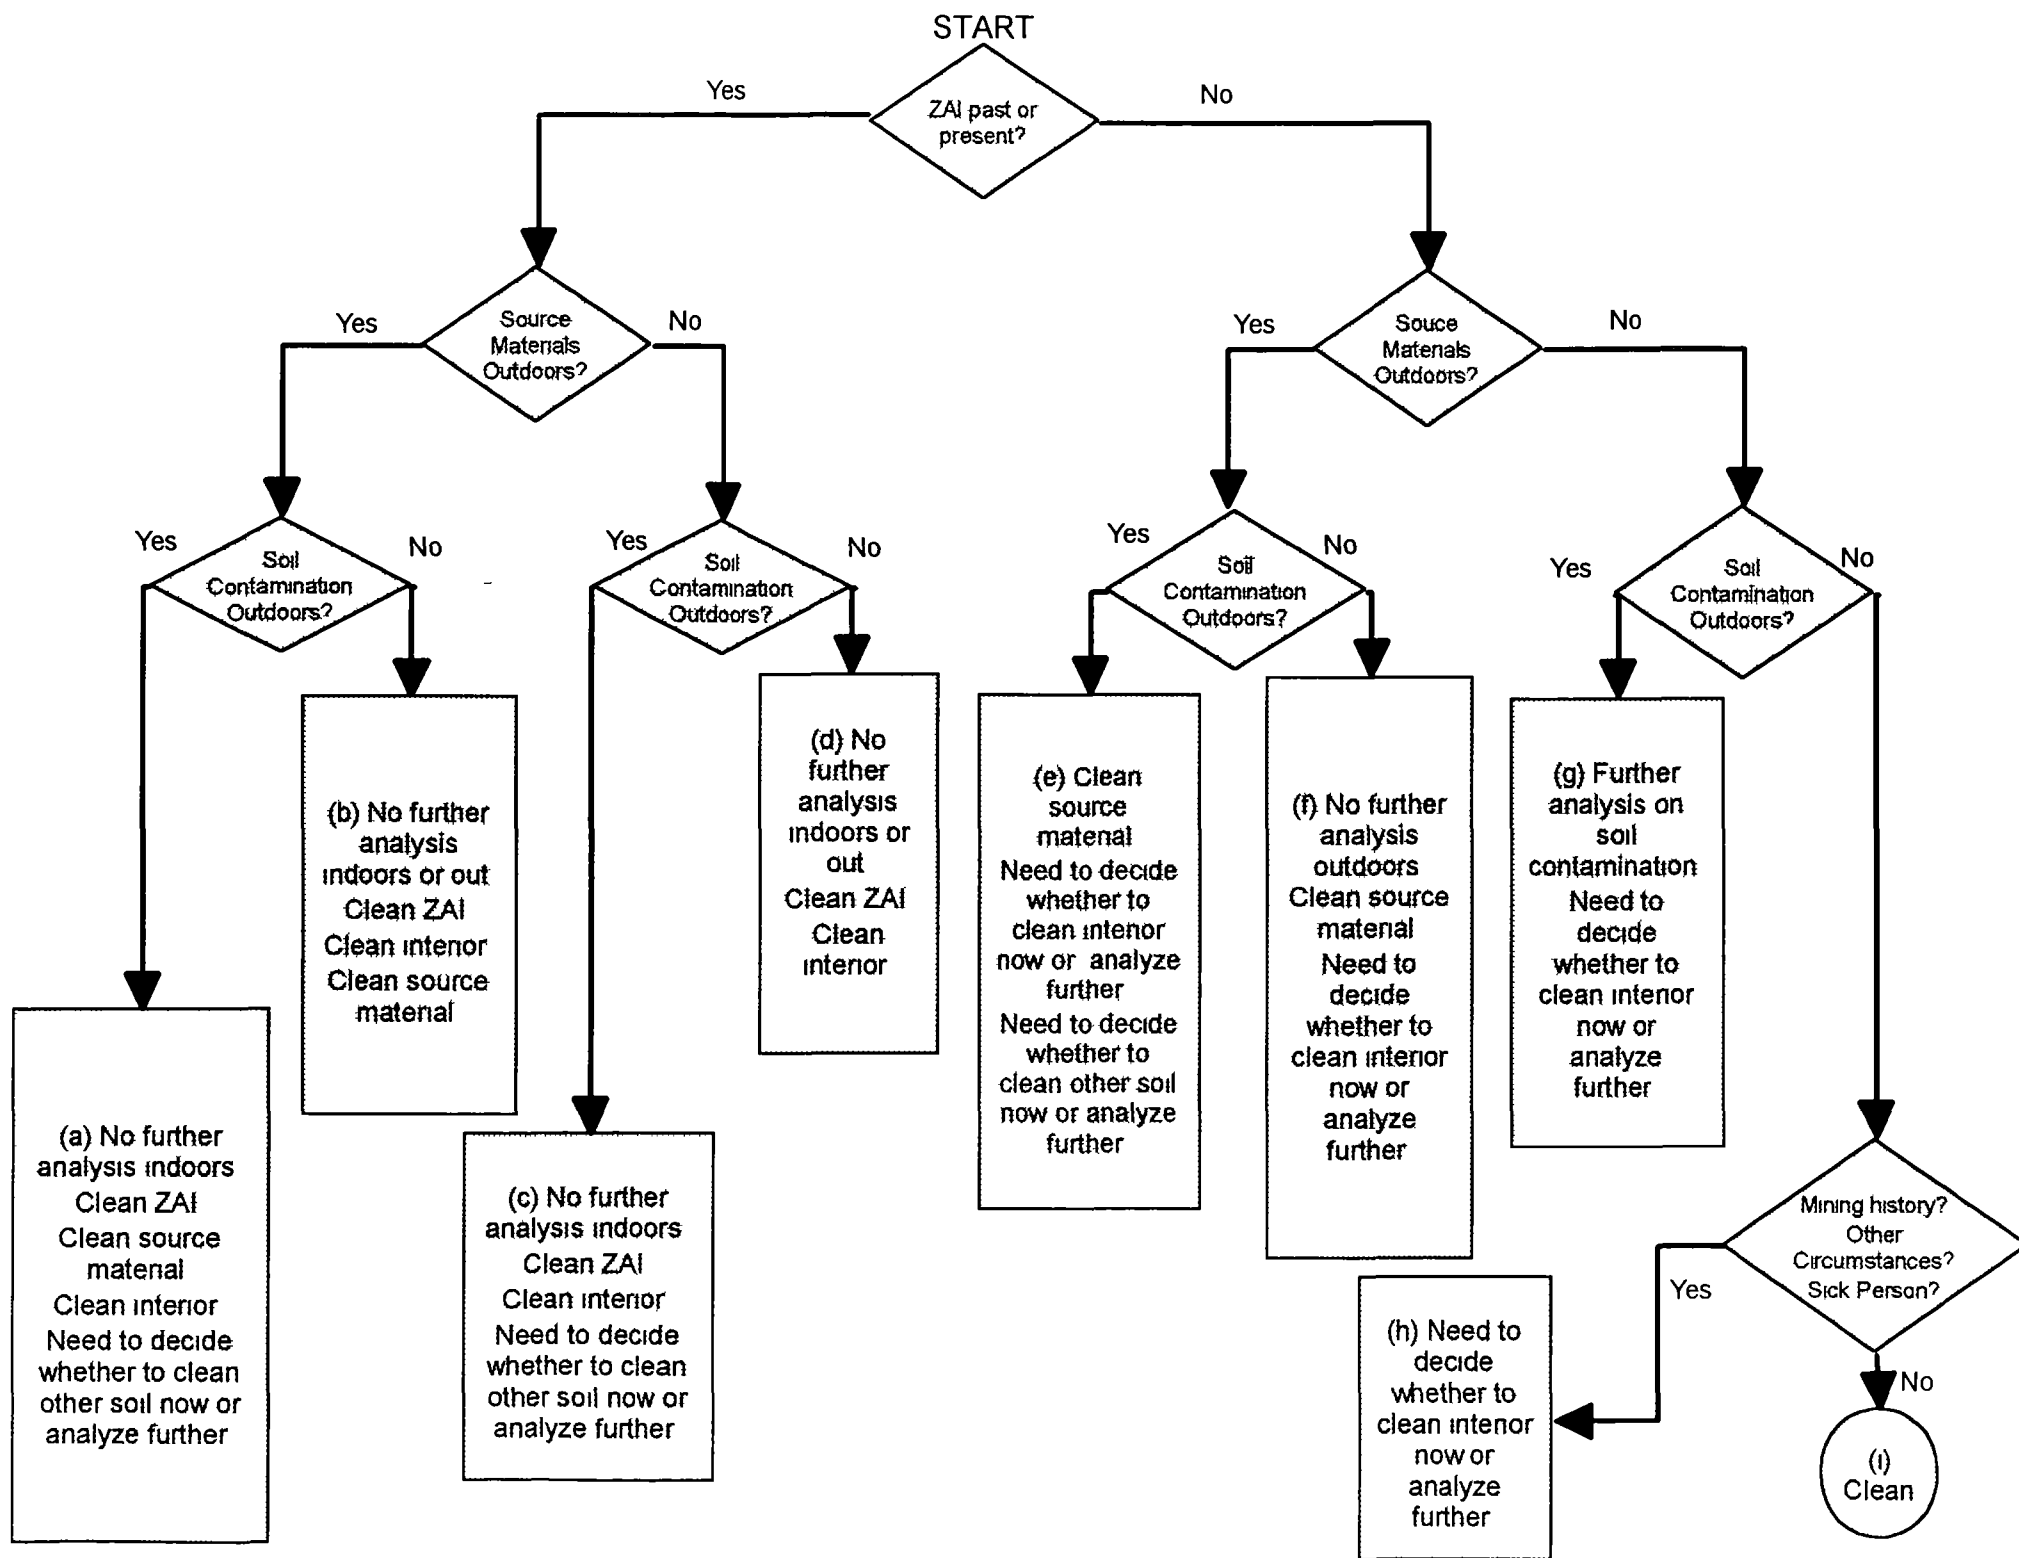 START
Yes
No
ZAI past or
present?
Yes
Source
Materials
Outdoors?
No
Yes
Souce
Materials
Outdoors?
No
Yes
Soil
Contamination
Outdoors?
No
Yes
Soil
Contamination
Outdoors?
No
Yes
Soil
Contamination
Outdoors?
No
Yes
Soil
Contamination
Outdoors?
No
(a) No further
analysis indoors
Clean ZAI
Clean source
material
Clean interior
Need to decide
whether to clean
other soil now or
analyze further
(b) No further
analysis
indoors or out
Clean ZAI
Clean interior
Clean source
material
(c) No further
analysis indoors
Clean ZAI
Clean interior
Need to decide
whether to clean
other soil now or
analyze further
(d) No
further
analysis
indoors or
out
Clean ZAI
Clean
interior
(e) Clean
source
material
Need to decide
whether to
clean interior
now or analyze
further
Need to decide
whether to
clean other soil
now or analyze
further
(f) No further
analysis
outdoors
Clean source
material
Need to
decide
whether to
clean interior
now or
analyze
further
(g) Further
analysis on
soil
contamination
Need to
decide
whether to
clean interior
now or
analyze
further
Mining history?
Other
Circumstances?
Sick Person?
Yes
No
(h) Need to
decide
whether to
clean interior
now or
analyze
further
(i)
Clean